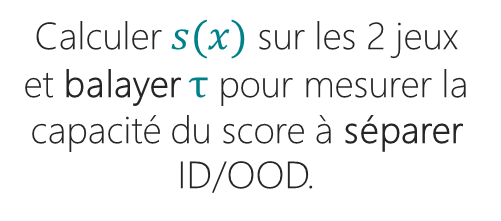 Calculer s(x) sur les 2 jeux
et balayer τ pour mesurer la
capacité du score à séparer
ID/OOD.